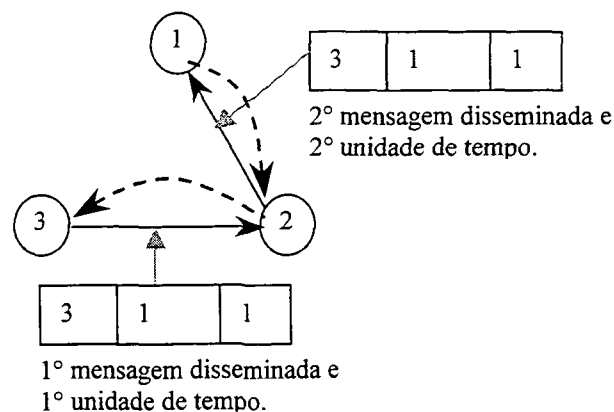 1
3 1 1
2° mensagem disseminada e
2° unidade de tempo.
3
2
3 1 1
1° mensagem disseminada e
1° unidade de tempo.